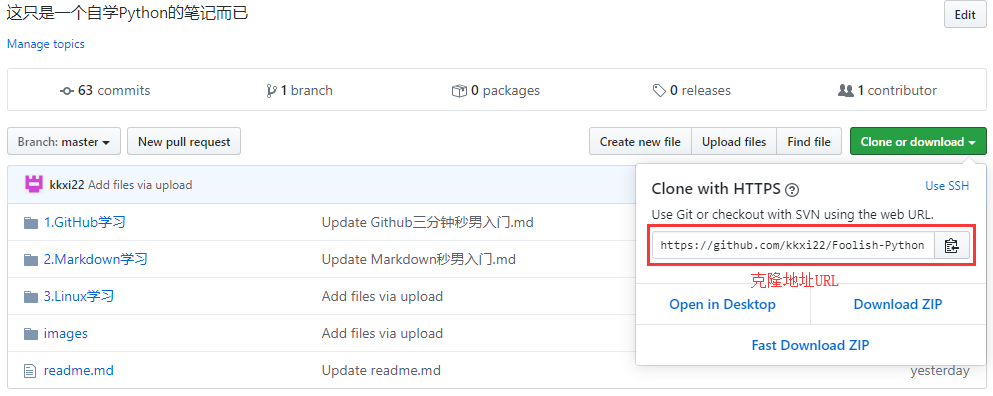 这只是一个自学Python的笔记而已
Edit
Manage topics
63 commits
1 branch
0 packages
0 releases
1 contributor
Branch: master
New pull request
Create new file
Upload files
Find file
Clone or download
kkxi22 Add files via upload
Clone with HTTPS ?
Use SSH
Use Git or checkout with SVN using the web URL.
https://github.com/kkxi22/Foolish-Python
克隆地址URL
Open in Desktop
Download ZIP
Fast Download ZIP
1.GitHub学习
Update Github三分钟秒男入门.md
2.Markdown学习
Update Markdown秒男入门.md
3.Linux学习
Add files via upload
images
Add files via upload
readme.md
Update readme.md
yesterday